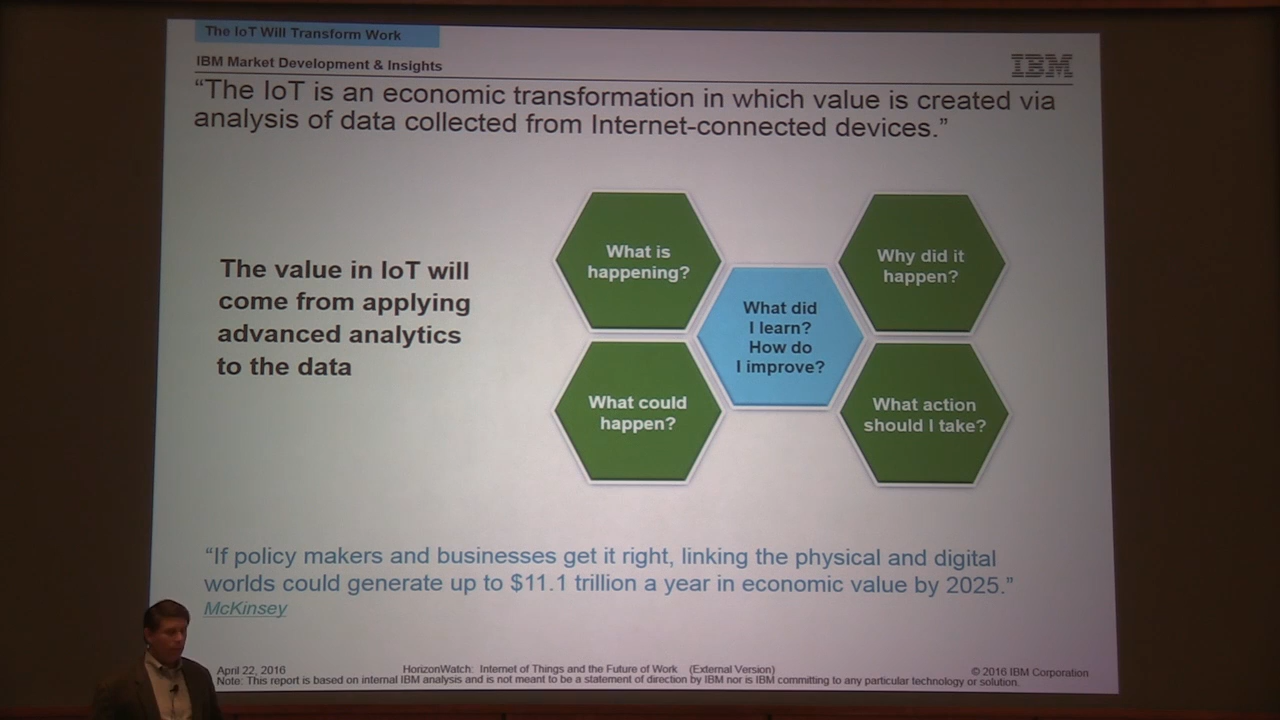 The IoT Will Transform Work
IBM Market Development & Insights
IBM
“The IoT is an economic transformation in which value is created via
analysis of data collected from Internet-connected devices.”
The value in IoT will
come from applying
advanced analytics
to the data
What is
happening?
Why did it
happen?
What did
I learn?
How do
I improve?
What could
happen?
What action
should I take?
“If policy makers and businesses get it right, linking the physical and digital
worlds could generate up to $11.1 trillion a year in economic value by 2025.”
McKinsey
April 22, 2016
HorizonWatch: Internet of Things and the Future of Work (External Version)
© 2016 IBM Corporation
Note: This report is based on internal IBM analysis and is not meant to be a statement of direction by IBM nor is IBM committing to any particular technology or solution.